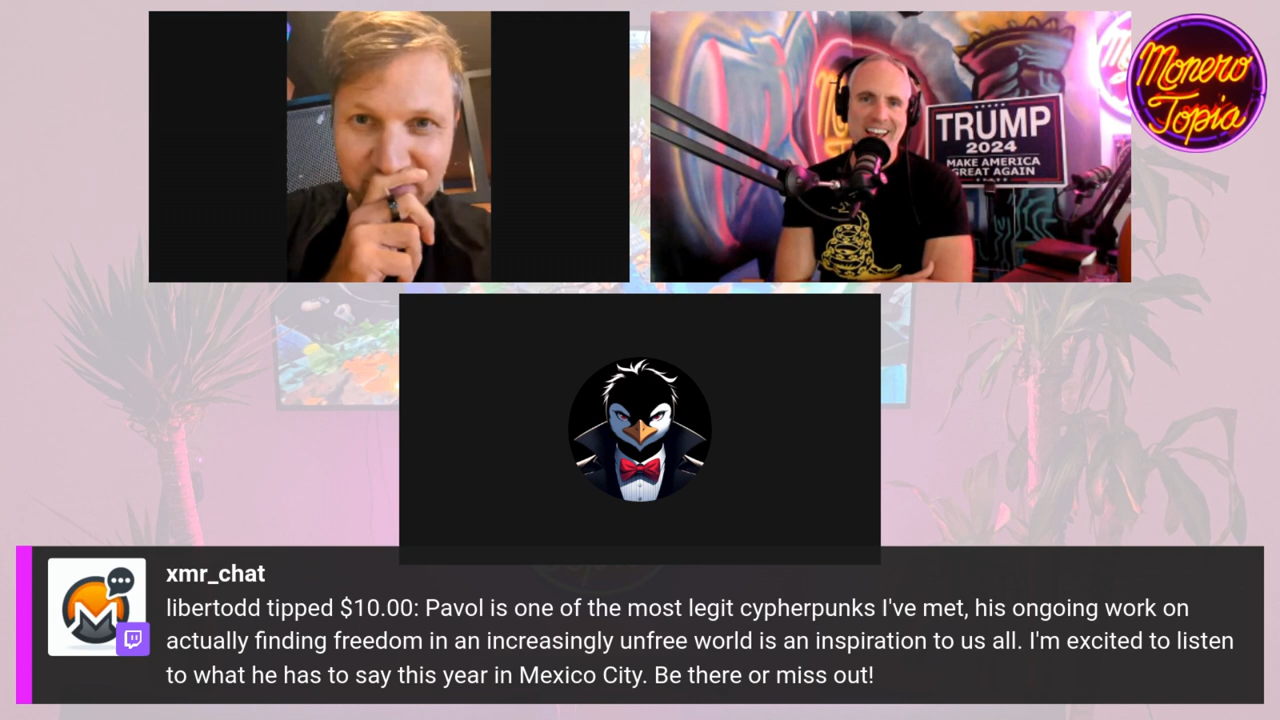 Monero
Topia
TRUMP
2024
MAKE AMERICA
GREAT AGAIN
xmr_chat
libertodd tipped $10.00: Pavol is one of the most legit cypherpunks I've met, his ongoing work on
actually finding freedom in an increasingly unfree world is an inspiration to us all. I'm excited to listen
to what he has to say this year in Mexico City. Be there or miss out!